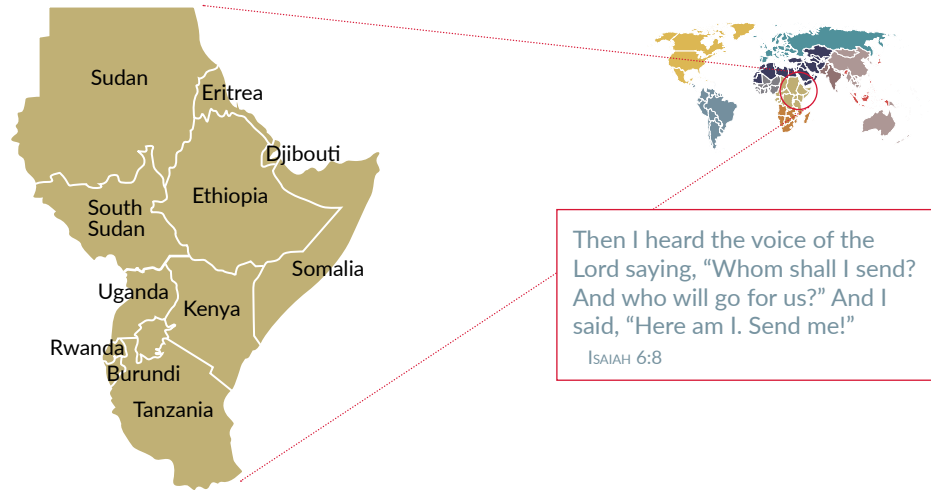 Sudan
Eritrea
Djibouti
Ethiopia
South
Sudan
Somalia
Uganda
Kenya
Rwanda
Burundi
Tanzania
Then I heard the voice of the
Lord saying, “Whom shall I send?
And who will go for us?” And I
said, “Here am I. Send me!”
Isaiah 6:8